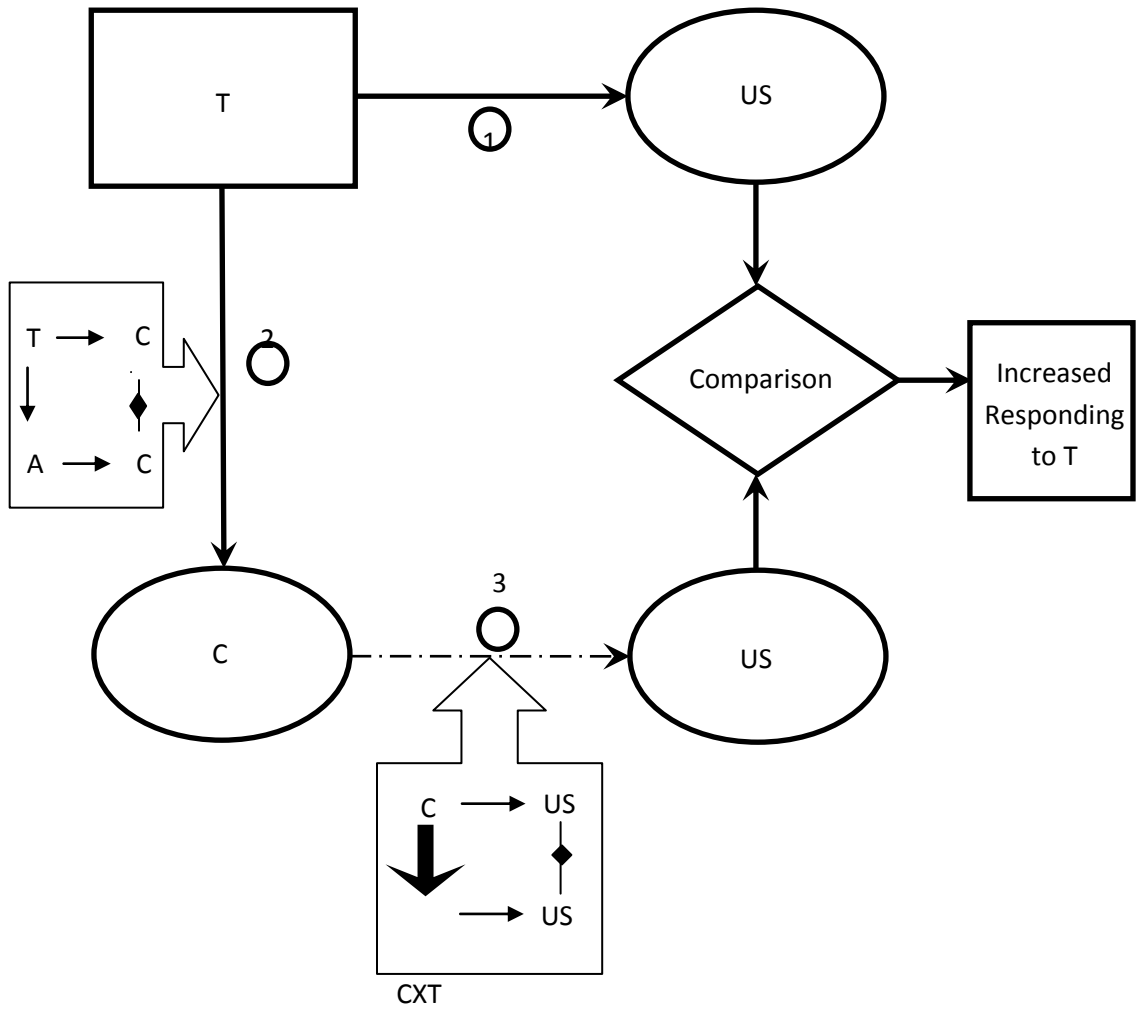 T
US
1
T
C
2
A
C
Comparison
Increased
Responding
to T
C
3
US
C
US
US
CXT